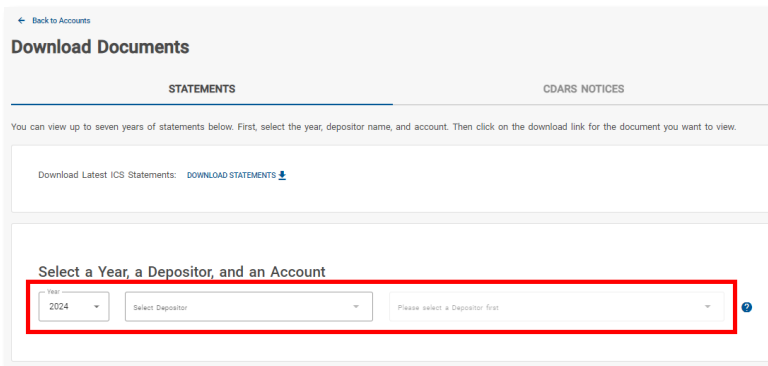 Back to Accounts
Download Documents
STATEMENTS
CDARS NOTICES
You can view up to seven years of statements below. First, select the year, depositor name, and account. Then click on the download link for the document you want to view.
Download Latest ICS Statements: DOWNLOAD STATEMENTS
Select a Year, a Depositor, and an Account
Year
2024
Select Depositor
Please select a Depositor first
?